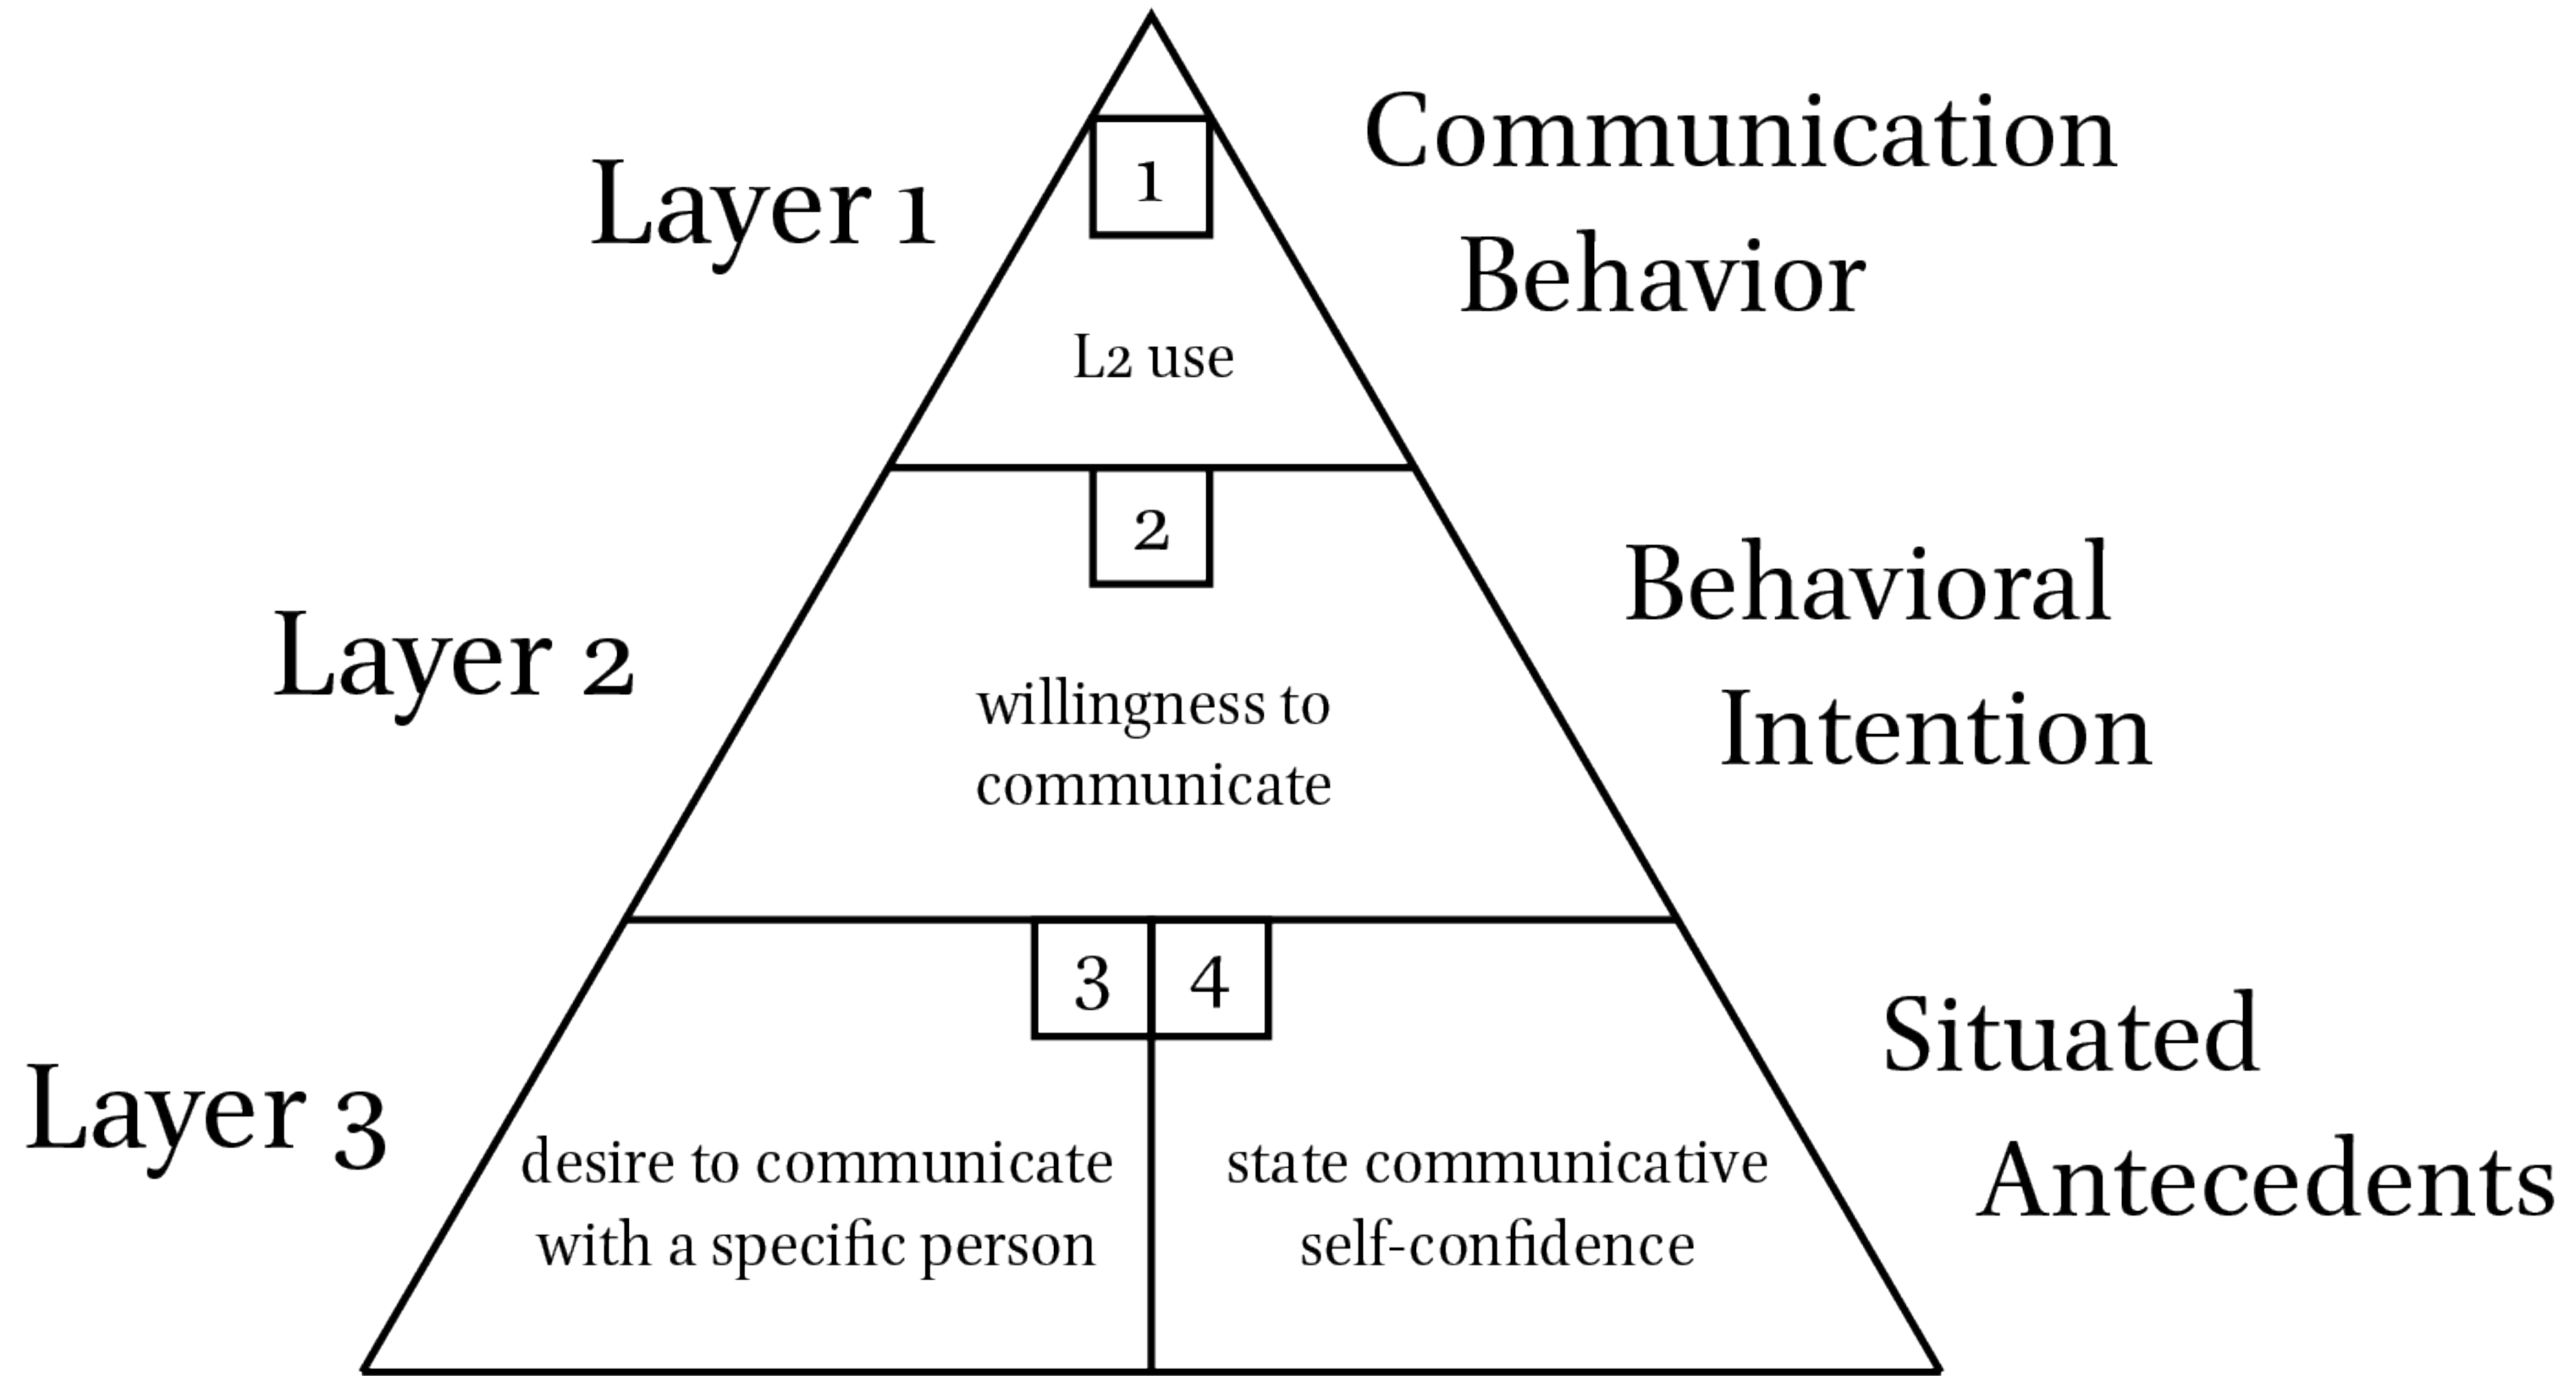 Layer 1
1
L2 use
Communication
Behavior
Layer 2
2
willingness to
communicate
Behavioral
Intention
Layer 3
3
4
desire to communicate
with a specific person
state communicative
self-confidence
Situated
Antecedents